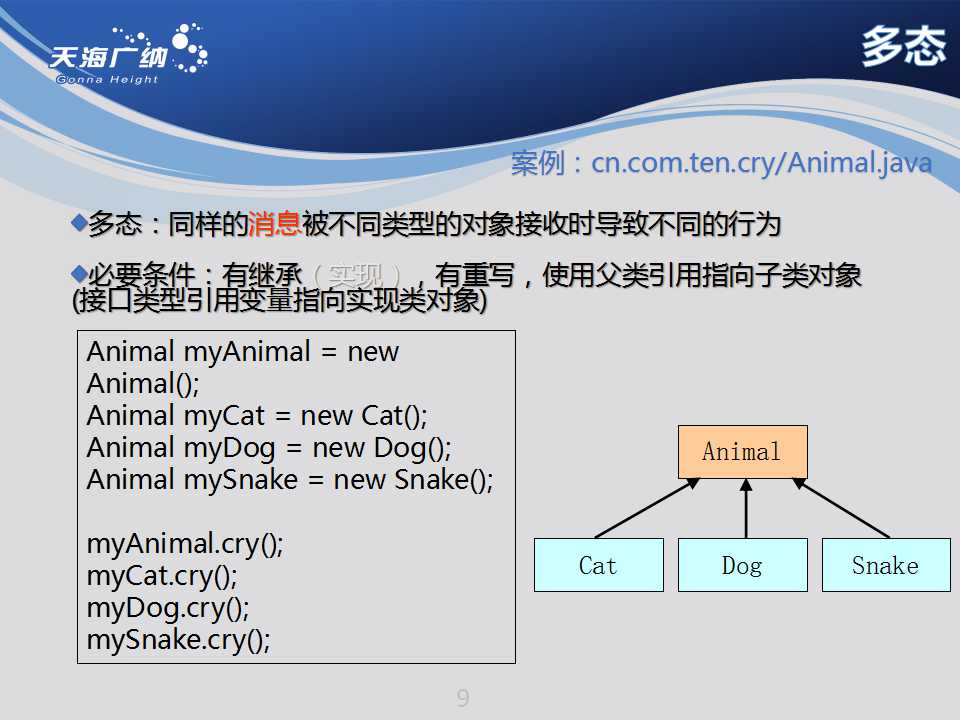 天海广纳
Gonna Height
多态
案例：cn.com.ten.cry/Animal.java
多态：同样的消息被不同类型的对象接收时导致不同的行为
必要条件：有继承（实现），有重写，使用父类引用指向子类对象
(接口类型引用变量指向实现类对象)
Animal myAnimal = new
Animal();
Animal myCat = new Cat();
Animal myDog = new Dog();
Animal mySnake = new Snake();
myAnimal.cry();
myCat.cry();
myDog.cry();
mySnake.cry();
Animal
Cat
Dog
Snake
9